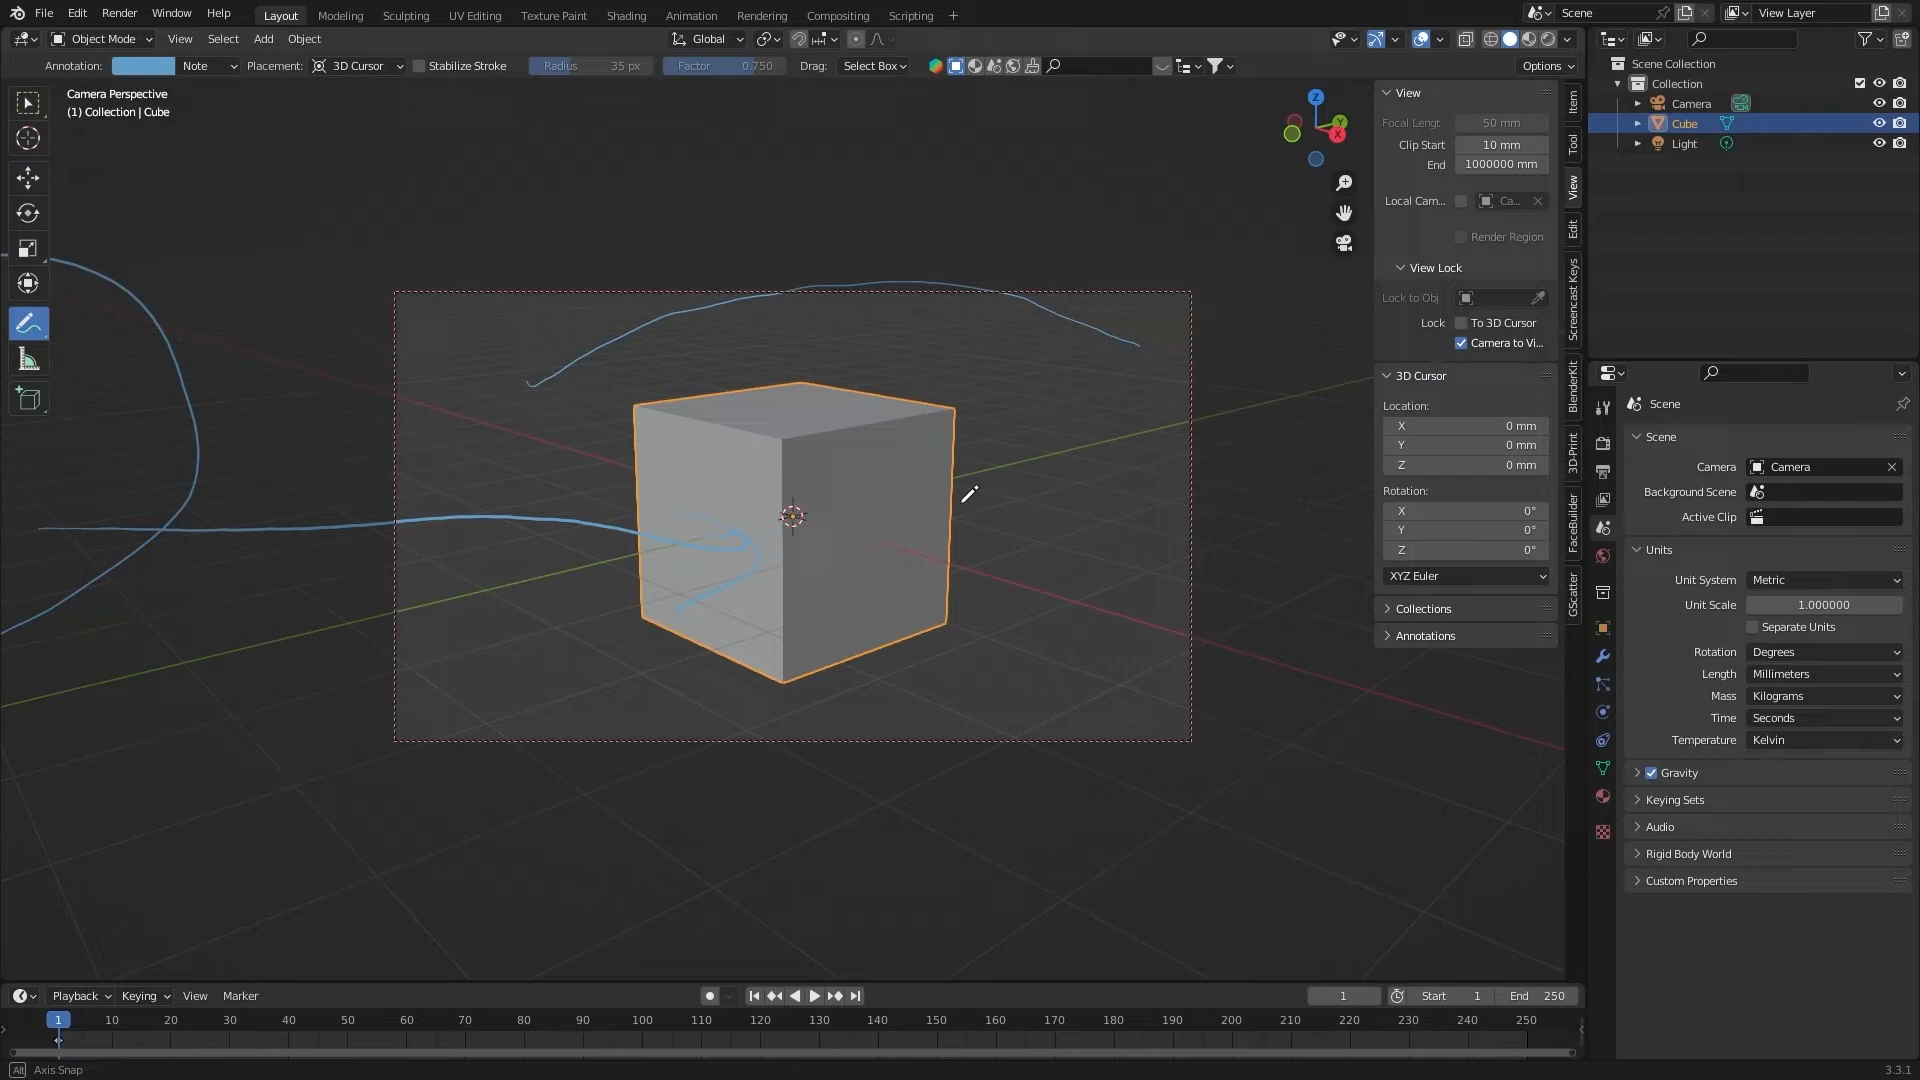 File Edit Render Window Help Layout Modeling Sculpting UV Editing Texture Paint Shading Animation Rendering Compositing Scripting + Scene View Layer
Object Mode View Select Add Object Global
Annotation: Note Placement: 3D Cursor Stabilize Stroke Radius 35 px Factor 0.750 Drag: Select Box Options
Camera Perspective
(1) Collection | Cube
Z
Y
X
View
Focal Lengt 50 mm
Clip Start 10 mm
End 1000000 mm
Local Cam... Ca...
Render Region
View Lock
Lock to Obj
Lock To 3D Cursor
Camera to Vi...
3D Cursor
Location:
X 0 mm
Y 0 mm
Z 0 mm
Rotation:
X 0°
Y 0°
Z 0°
XYZ Euler
Collections
Annotations
Item
Tool
View
Edit
Screencast Keys
BlenderKit
3D-Print
FaceBuilder
GScatter
Scene Collection
Collection
Camera
Cube
Light
Scene
Scene
Camera Camera
Background Scene
Active Clip
Units
Unit System Metric
Unit Scale 1.000000
Separate Units
Rotation Degrees
Length Millimeters
Mass Kilograms
Time Seconds
Temperature Kelvin
Gravity
Keying Sets
Audio
Rigid Body World
Custom Properties
Playback Keying View Marker 1 Start 1 End 250
1 10 20 30 40 50 60 70 80 90 100 110 120 130 140 150 160 170 180 190 200 210 220 230 240 250
Alt Axis Snap 3.3.1